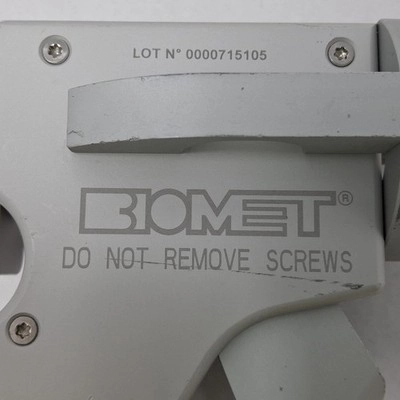 LOT N° 0000715105
BIOMET®
DO NOT REMOVE SCREWS